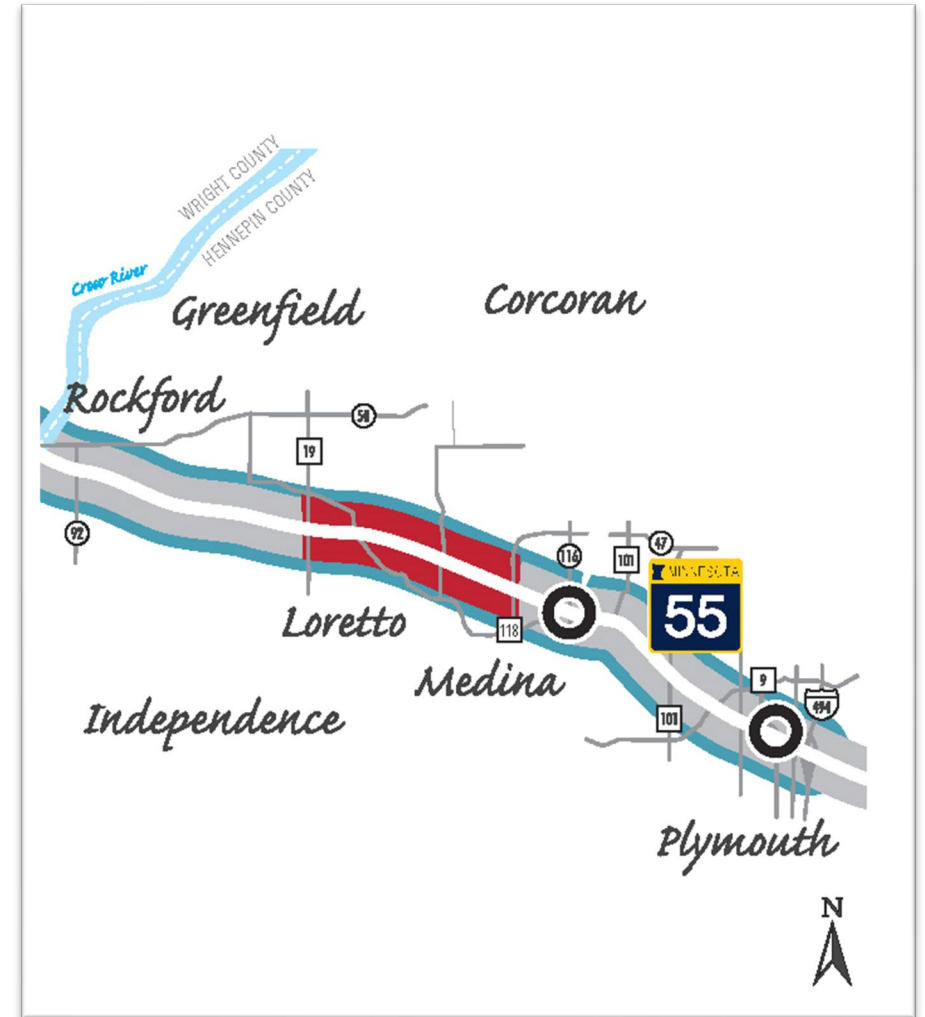 WRIGHT COUNTY
HENNEPIN COUNTY
Crow River
Greenfield
Corcoran
Rockford
50
19
92
116
101
47
MINNESOTA
55
Loretto
118
Medina
9
494
Independence
101
Plymouth
N